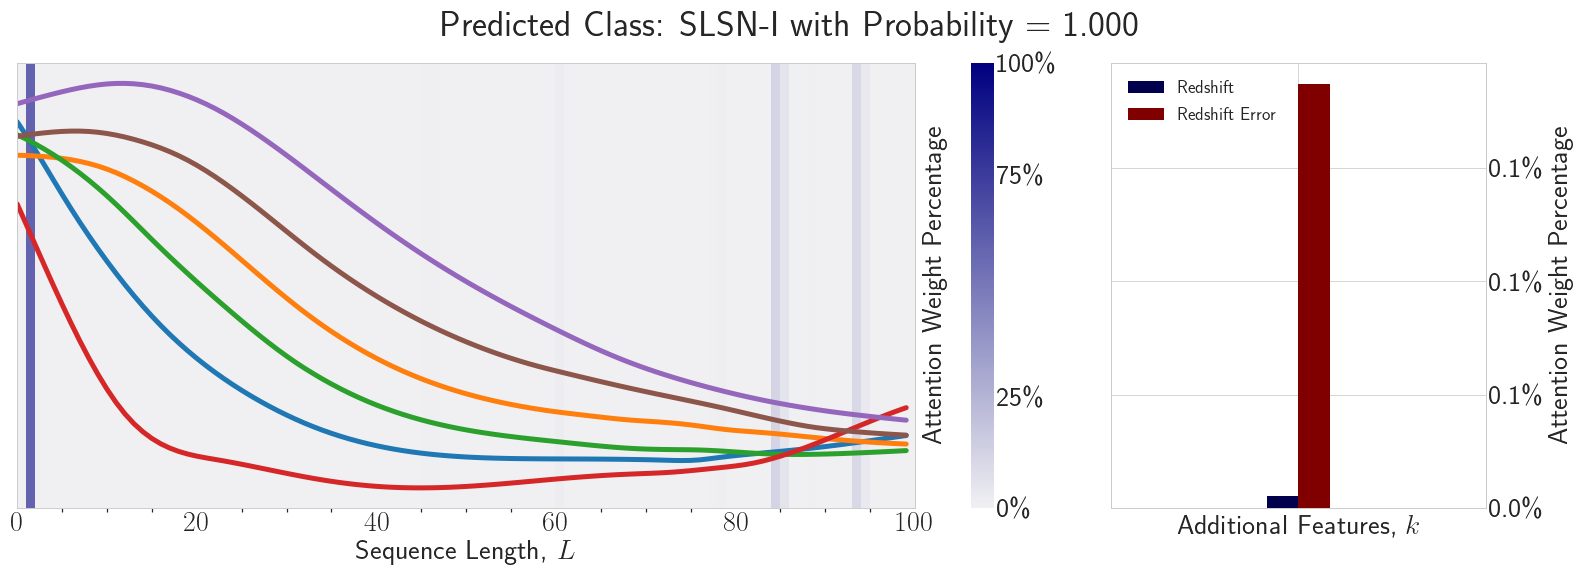 Predicted Class: SLSN-I with Probability = 1.000
0 20 40 60 80 100
Sequence Length, L
100%
75%
25%
0%
Attention Weight Percentage
Redshift
Redshift Error
0.1%
0.1%
0.1%
0.0%
Attention Weight Percentage
Additional Features, k